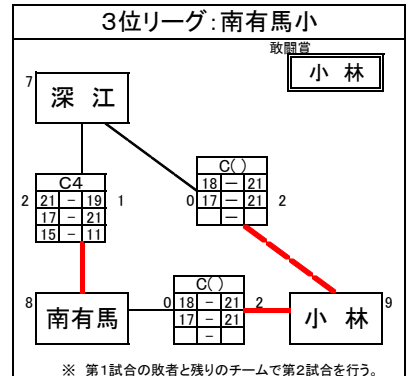 3位リーグ：南有馬小
敢闘賞
小 林
7
深 江
C()
18 — 21
0 17 — 21 2
—
C4
2 21 - 19 1
17 - 21
15 - 11
C()
8 0 18 - 21 2 9
南有馬 17 - 21 小 林
-
※ 第1試合の敗者と残りのチームで第2試合を行う。